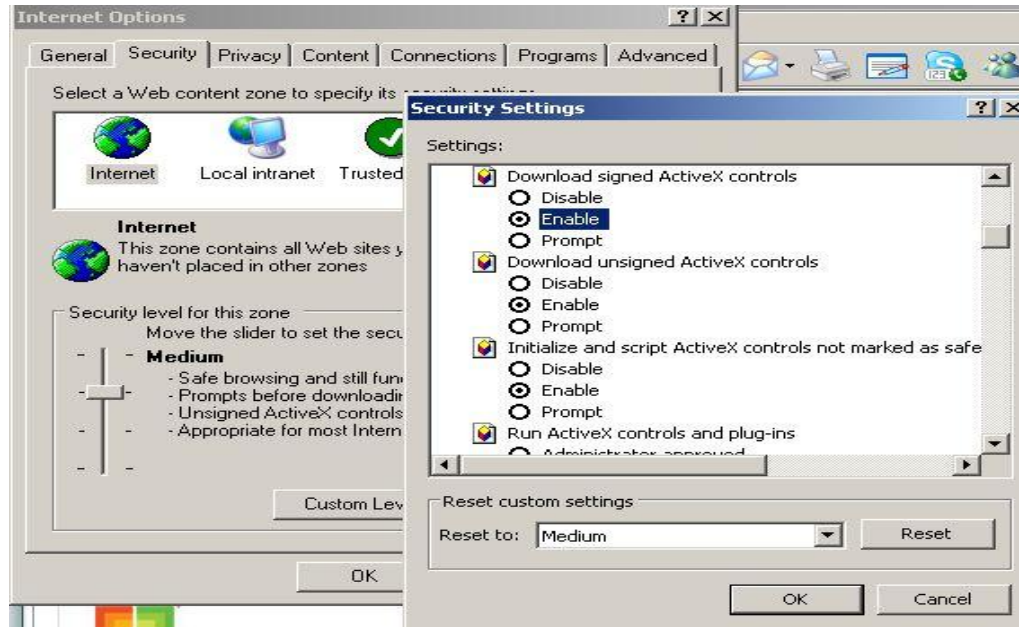 Internet Options
General Security Privacy Content Connections Programs Advanced
Select a Web content zone to specify its
Internet Local intranet Trusted
Internet
This zone contains all Web sites y
haven't placed in other zones
Security level for this zone
Move the slider to set the secu
Medium
- Safe browsing and still fun
- Prompts before downloadin
- Unsigned ActiveX controls
- Appropriate for most Intern
Custom Lev
OK
Security Settings
Settings:
Download signed ActiveX controls
Disable
Enable
Prompt
Download unsigned ActiveX controls
Disable
Enable
Prompt
Initialize and script ActiveX controls not marked as safe
Disable
Enable
Prompt
Run ActiveX controls and plug-ins
Administrator approved
Reset custom settings
Reset to: Medium Reset
OK Cancel